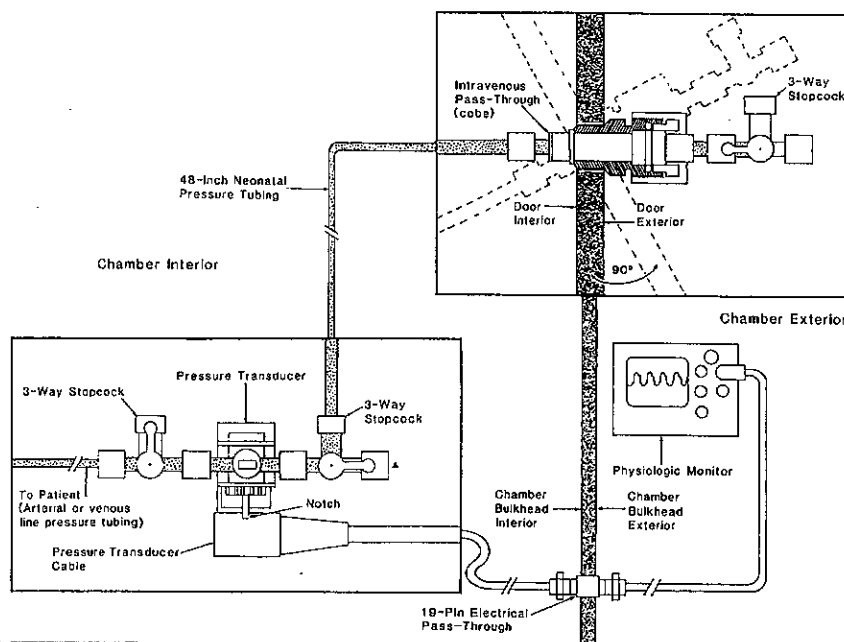 Intravenous
Pass-Through
(cobe)
3-Way
Stopcock
48-Inch Neonatal
Pressure Tubing
Door
Interior
Door
Exterior
90°
Chamber Interior
Chamber Exterior
Pressure Transducer
3-Way Stopcock
3-Way
Stopcock
Physiologic Monitor
To Patient
(Arterial or venous
line pressure tubing)
Notch
Chamber
Bulkhead
Interior
Chamber
Bulkhead
Exterior
Pressure Transducer
Cable
19-Pin Electrical
Pass-Through